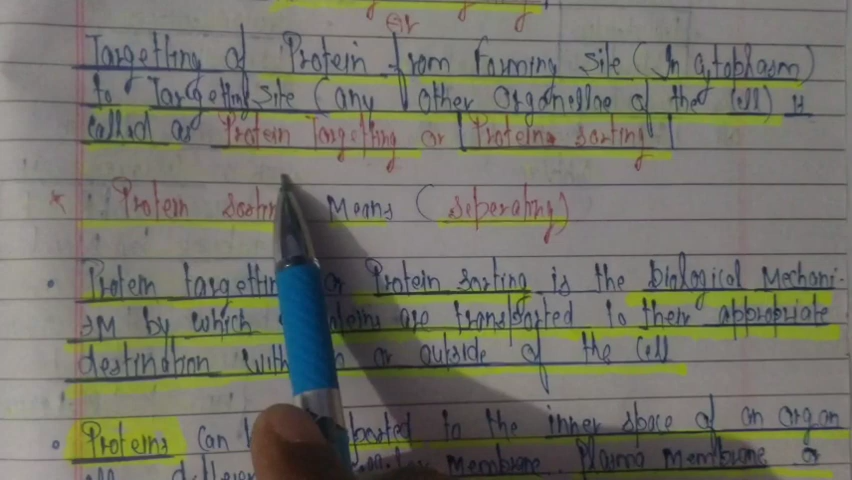 Or
Targetting of Protein from Forming site (In cytoplasm)
to Targetting site (any other Organelle of the Cell) is
called as Protein Targetting or Protein sorting
* Protein sorting Means (seperating)
• Protein targetting or Protein sorting is the biological Mechani-
sm by which proteins are transported to their appropriate
destination within or outside of the Cell
• Proteins can to the inner space of an organ
Membrane, Plasma Membrane or